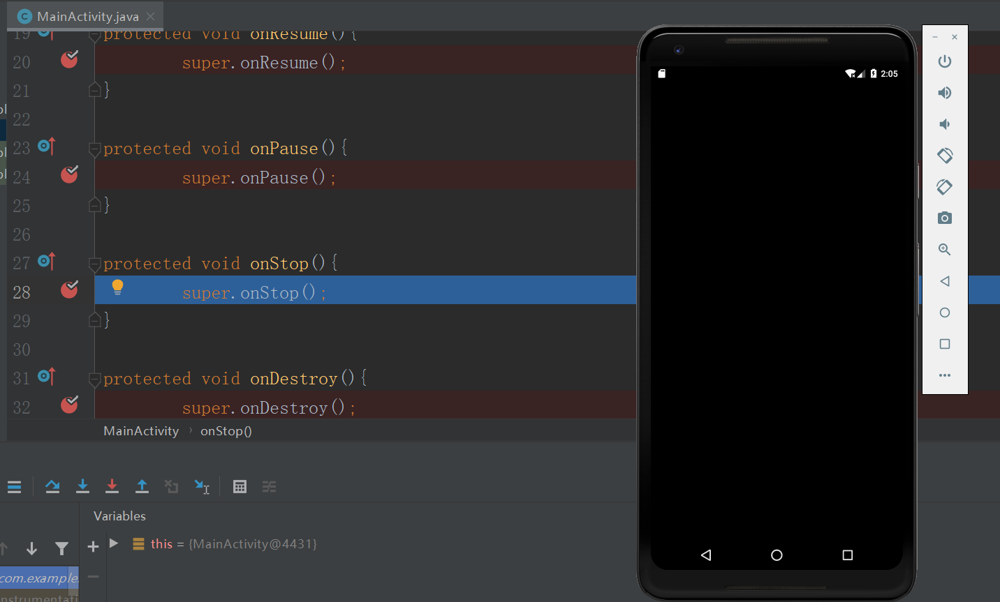 MainActivity.java
19 protected void onResume(){
20 super.onResume();
21 }
22
23 protected void onPause(){
24 super.onPause();
25 }
26
27 protected void onStop(){
28 super.onStop();
29 }
30
31 protected void onDestroy(){
32 super.onDestroy();
MainActivity › onStop()
Variables
this = {MainActivity@4431}
com.example.
nstrumentati
2:05